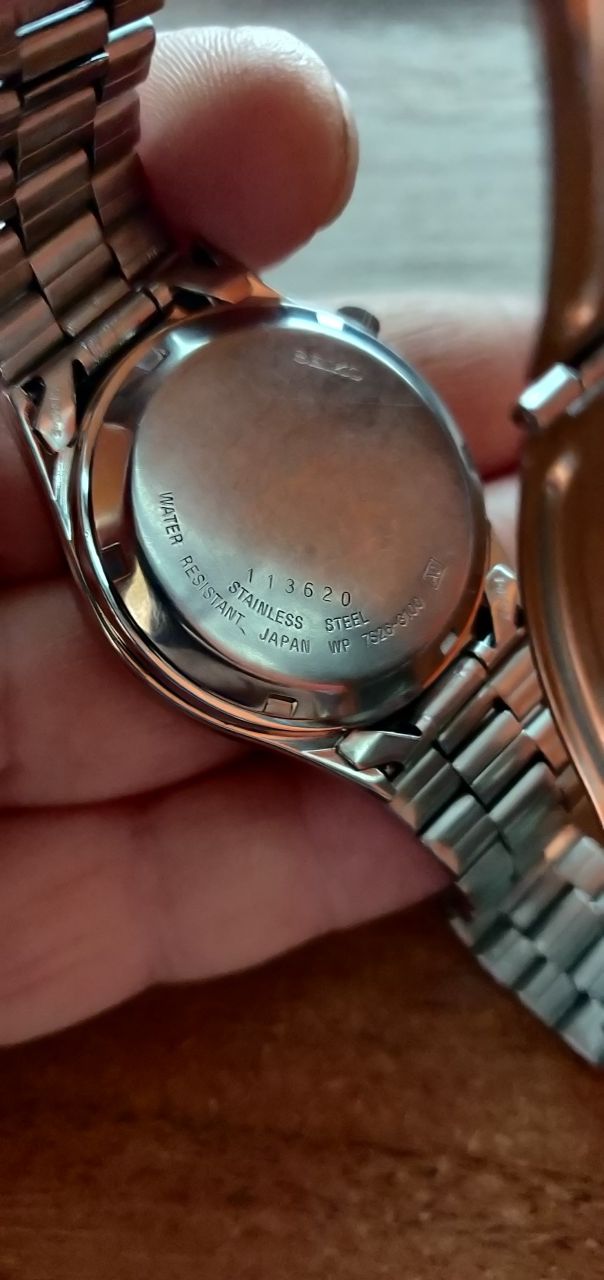 SEIKO
113620
STAINLESS STEEL
WATER RESISTANT JAPAN WP